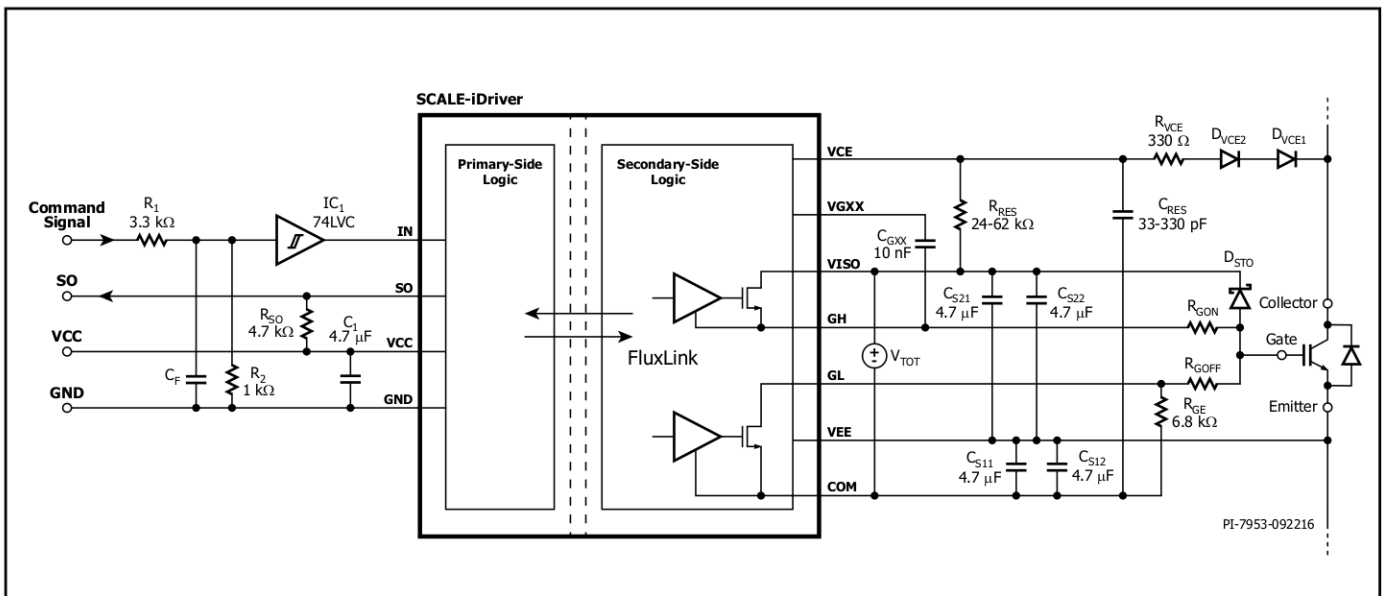 SCALE-iDriver
Primary-Side
Logic
Secondary-Side
Logic
FluxLink
Command
Signal
R1
3.3 kΩ
IC1
74LVC
IN
SO
SO
RSO
4.7 kΩ
C1
4.7 μF
VCC
VCC
CF
R2
1 kΩ
GND
GND
VCE
RVCE
330 Ω
DVCE2
DVCE1
VGXX
RRES
24-62 kΩ
CRES
33-330 pF
CGXX
10 nF
VISO
DSTO
CS21
4.7 μF
CS22
4.7 μF
Collector
GH
RGON
VTOT
Gate
GL
RGOFF
RGE
6.8 kΩ
Emitter
VEE
CS11
4.7 μF
CS12
4.7 μF
COM
PI-7953-092216